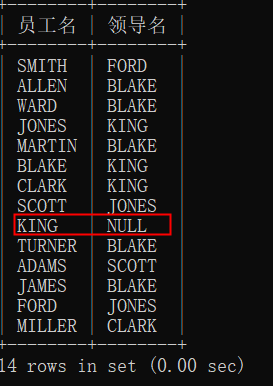 +--------+--------+
| 员工名 | 领导名 |
+--------+--------+
| SMITH | FORD |
| ALLEN | BLAKE |
| WARD | BLAKE |
| JONES | KING |
| MARTIN | BLAKE |
| BLAKE | KING |
| CLARK | KING |
| SCOTT | JONES |
| KING | NULL |
| TURNER | BLAKE |
| ADAMS | SCOTT |
| JAMES | BLAKE |
| FORD | JONES |
| MILLER | CLARK |
+--------+--------+
14 rows in set (0.00 sec)